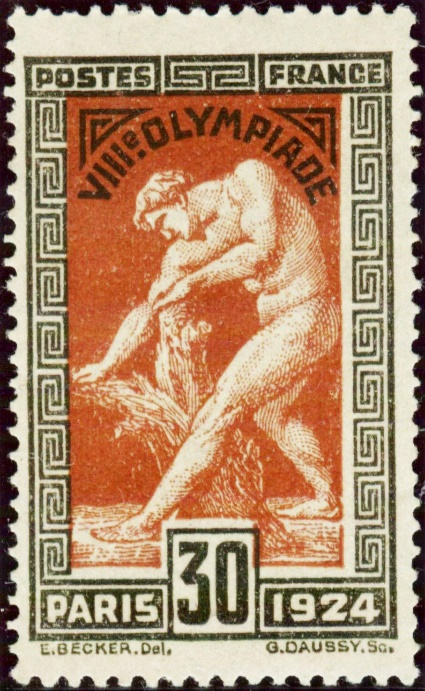 POSTES FRANCE
VIIIe. OLYMPIADE
PARIS 30 1924
E. BECKER. Del. G. DAUSSY. Sc.